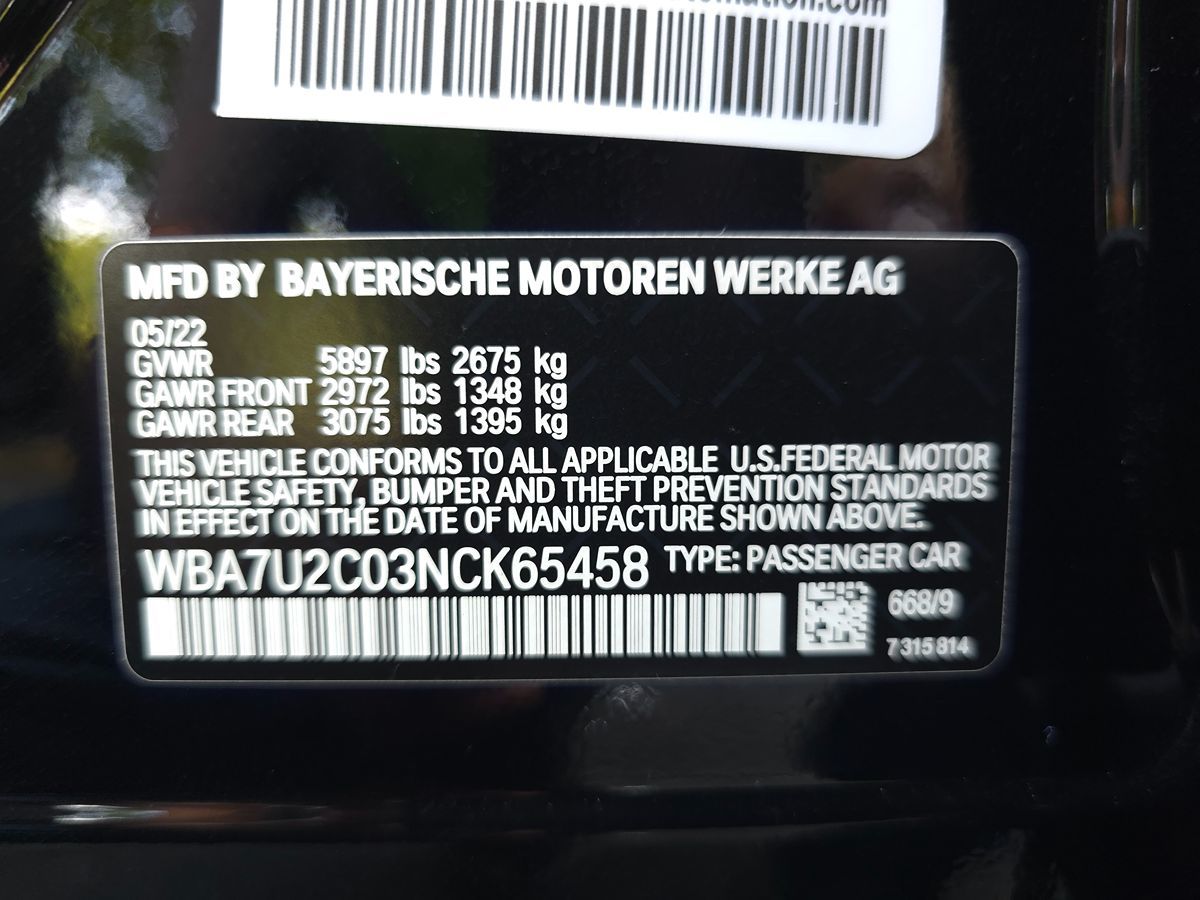 MFD BY BAYERISCHE MOTOREN WERKE AG
05/22
GVWR 5897 lbs 2675 kg
GAWR FRONT 2972 lbs 1348 kg
GAWR REAR 3075 lbs 1395 kg
THIS VEHICLE CONFORMS TO ALL APPLICABLE U.S.FEDERAL MOTOR
VEHICLE SAFETY, BUMPER AND THEFT PREVENTION STANDARDS
IN EFFECT ON THE DATE OF MANUFACTURE SHOWN ABOVE.
WBA7U2C03NCK65458 TYPE: PASSENGER CAR
668/9
7 315 814